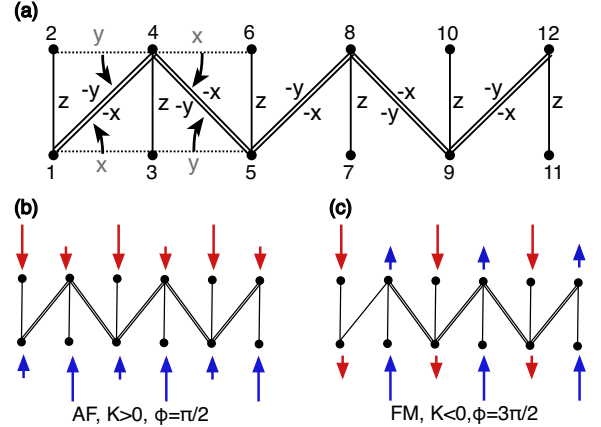 (a)
2 y 4 x 6 8 10 12
-y -x -y -x -y
z -x z -y z -x z -y z -x z
1 x 3 y 5 7 9 11
(b) (c)
AF, K>0, φ=π/2 FM, K<0,φ=3π/2